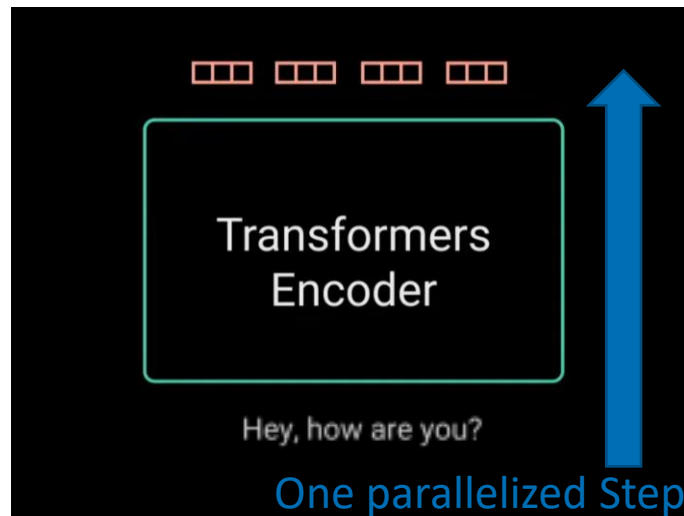 Transformers
Encoder
Hey, how are you?
One parallelized Step